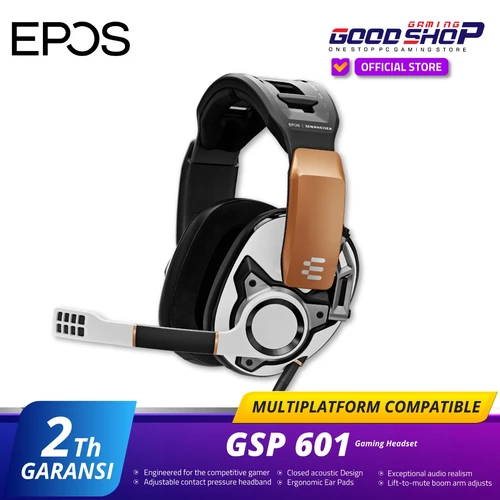 EPOS
GAMING
GOODSHOP
ONE STOP PC GAMING STORE
OFFICIAL STORE
EPOS | SENNHEISER
MULTIPLATFORM COMPATIBLE
2Th
GARANSI
GSP 601 Gaming Headset
Engineered for the competitive gamer
Adjustable contact pressure headband
Closed acoustic Design
Ergonomic Ear Pads
Exceptional audio realism
Lift-to-mute boom arm adjusts